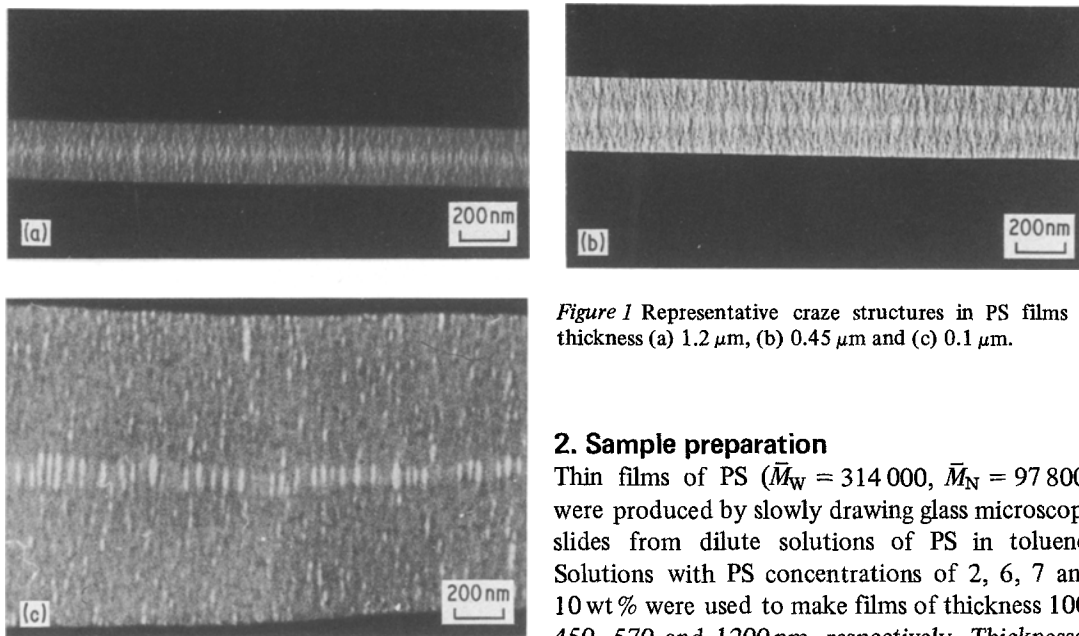 200nm
(a)
200nm
(b)
Figure 1 Representative craze structures in PS films
thickness (a) 1.2 μm, (b) 0.45 μm and (c) 0.1 μm.
200nm
(c)
2. Sample preparation
Thin films of PS (M̄W = 314 000, M̄N = 97 800
were produced by slowly drawing glass microscop
slides from dilute solutions of PS in toluen
Solutions with PS concentrations of 2, 6, 7 an
10 wt % were used to make films of thickness 100
450, 570 and 1200 nm, respectively. Thicknesses